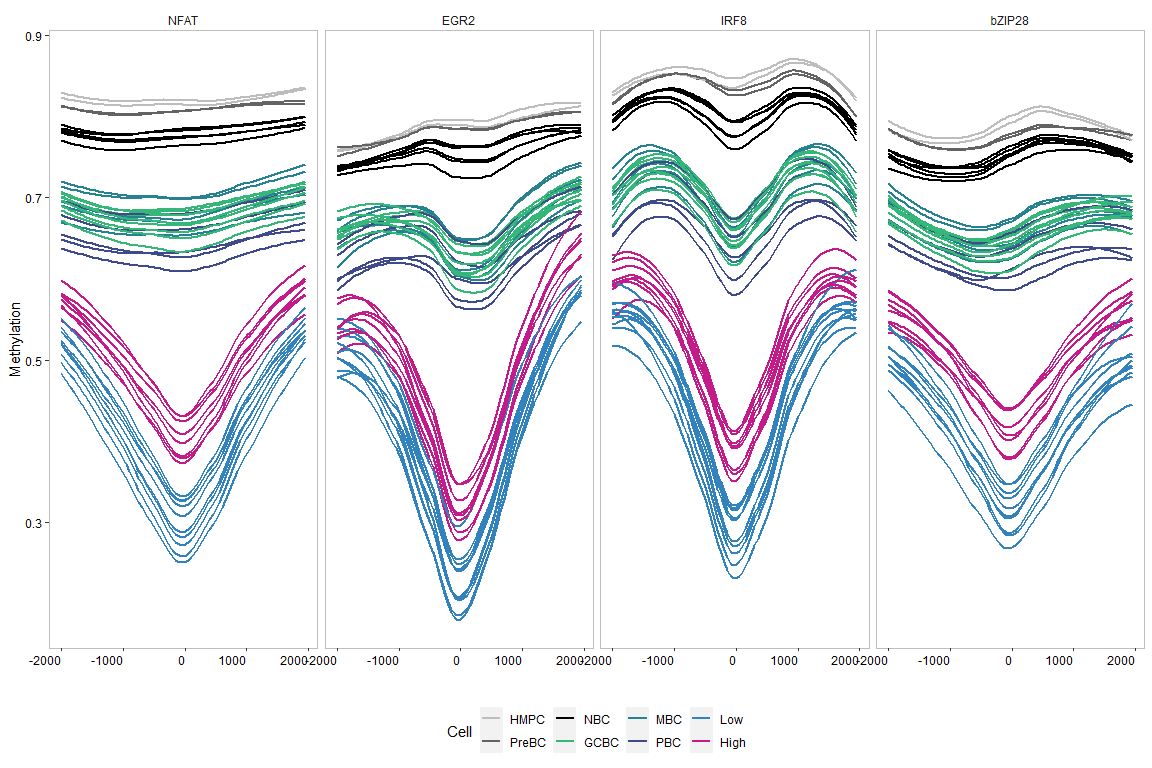 NFAT EGR2 IRF8 bZIP28
Methylation
0.9
0.7
0.5
0.3
-2000 -1000 0 1000 2000 -2000 -1000 0 1000 2000 -2000 -1000 0 1000 2000 -2000 -1000 0 1000 2000
Cell HMPC NBC MBC Low
PreBC GCBC PBC High